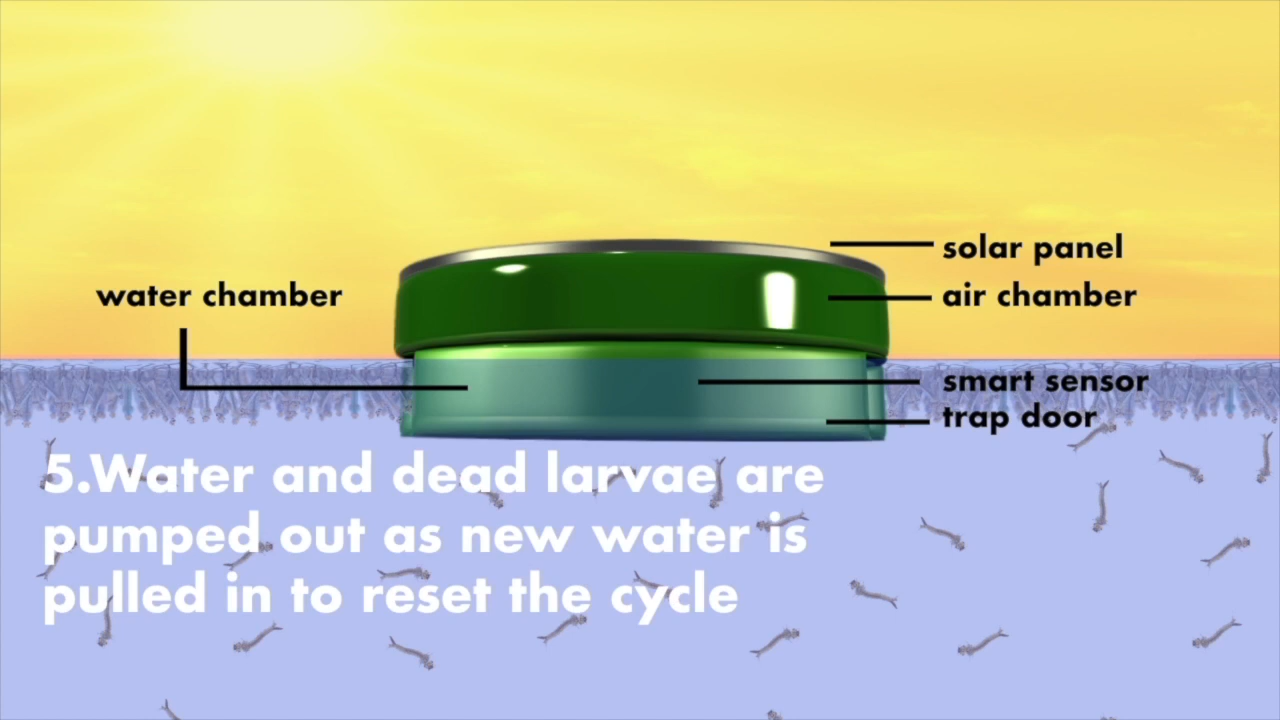 solar panel
water chamber
air chamber
smart sensor
trap door
5.Water and dead larvae are
pumped out as new water is
pulled in to reset the cycle